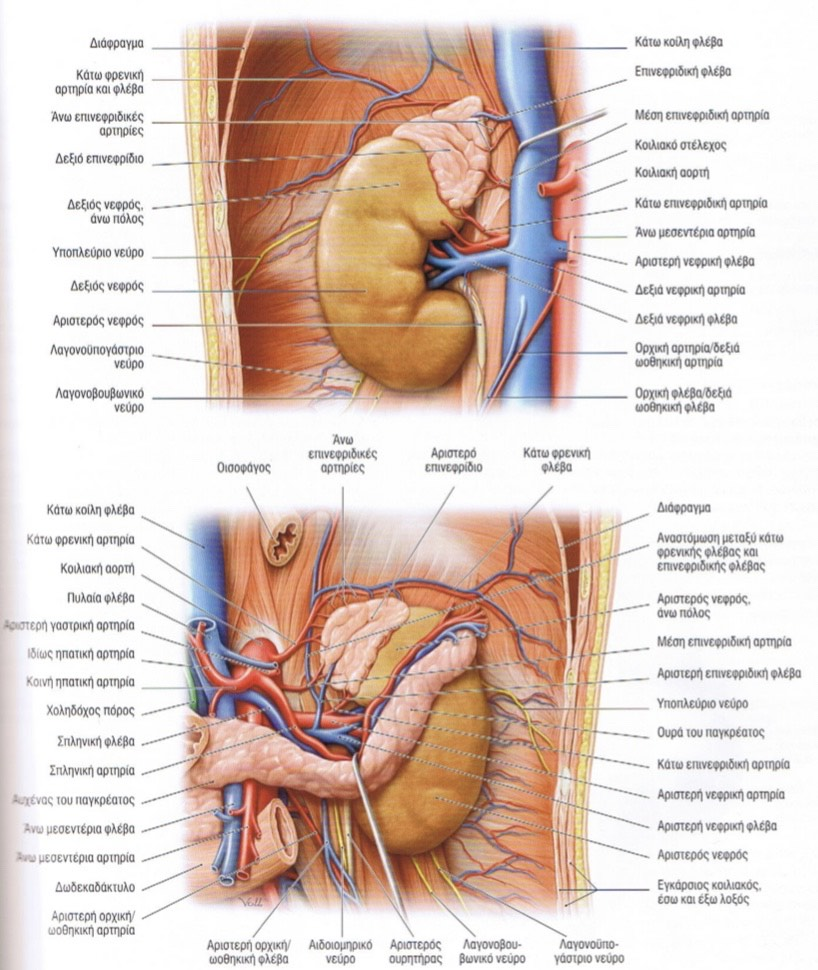 Διάφραγμα
Κάτω φρενική
αρτηρία και φλέβα
Άνω επινεφριδικές
αρτηρίες
Δεξιό επινεφρίδιο
Δεξιός νεφρός,
άνω πόλος
Υποπλεύριο νεύρο
Δεξιός νεφρός
Αριστερός νεφρός
Λαγονοϋπογάστριο
νεύρο
Λαγονοβουβωνικό
νεύρο
Κάτω κοίλη φλέβα
Επινεφριδική φλέβα
Μέση επινεφριδική αρτηρία
Κοιλιακό στέλεχος
Κοιλιακή αορτή
Κάτω επινεφριδική αρτηρία
Άνω μεσεντέρια αρτηρία
Αριστερή νεφρική φλέβα
Δεξιά νεφρική αρτηρία
Δεξιά νεφρική φλέβα
Ορχική αρτηρία/δεξιά
ωοθηκική αρτηρία
Ορχική φλέβα/δεξιά
ωοθηκική φλέβα
Οισοφάγος
Άνω
επινεφριδικές
αρτηρίες
Αριστερό
επινεφρίδιο
Κάτω φρενική
φλέβα
Κάτω κοίλη φλέβα
Κάτω φρενική αρτηρία
Κοιλιακή αορτή
Πυλαία φλέβα
Αριστερή γαστρική αρτηρία
Ιδίως ηπατική αρτηρία
Κοινή ηπατική αρτηρία
Χοληδόχος πόρος
Σπληνική φλέβα
Σπληνική αρτηρία
Αυχένας του παγκρέατος
Άνω μεσεντέρια φλέβα
Άνω μεσεντέρια αρτηρία
Δωδεκαδάκτυλο
Αριστερή ορχική/
ωοθηκική αρτηρία
Διάφραγμα
Αναστόμωση μεταξύ κάτω
φρενικής φλέβας και
επινεφριδικής φλέβας
Αριστερός νεφρός,
άνω πόλος
Μέση επινεφριδική αρτηρία
Αριστερή επινεφριδική φλέβα
Υποπλεύριο νεύρο
Ουρά του παγκρέατος
Κάτω επινεφριδική αρτηρία
Αριστερή νεφρική αρτηρία
Αριστερή νεφρική φλέβα
Αριστερός νεφρός
Εγκάρσιος κοιλιακός,
έσω και έξω λοξός
Voll
Αριστερή ορχική/
ωοθηκική φλέβα
Αιδοιομηρικό
νεύρο
Αριστερός
ουρητήρας
Λαγονοβου-
βωνικό νεύρο
Λαγονοϋπο-
γάστριο νεύρο